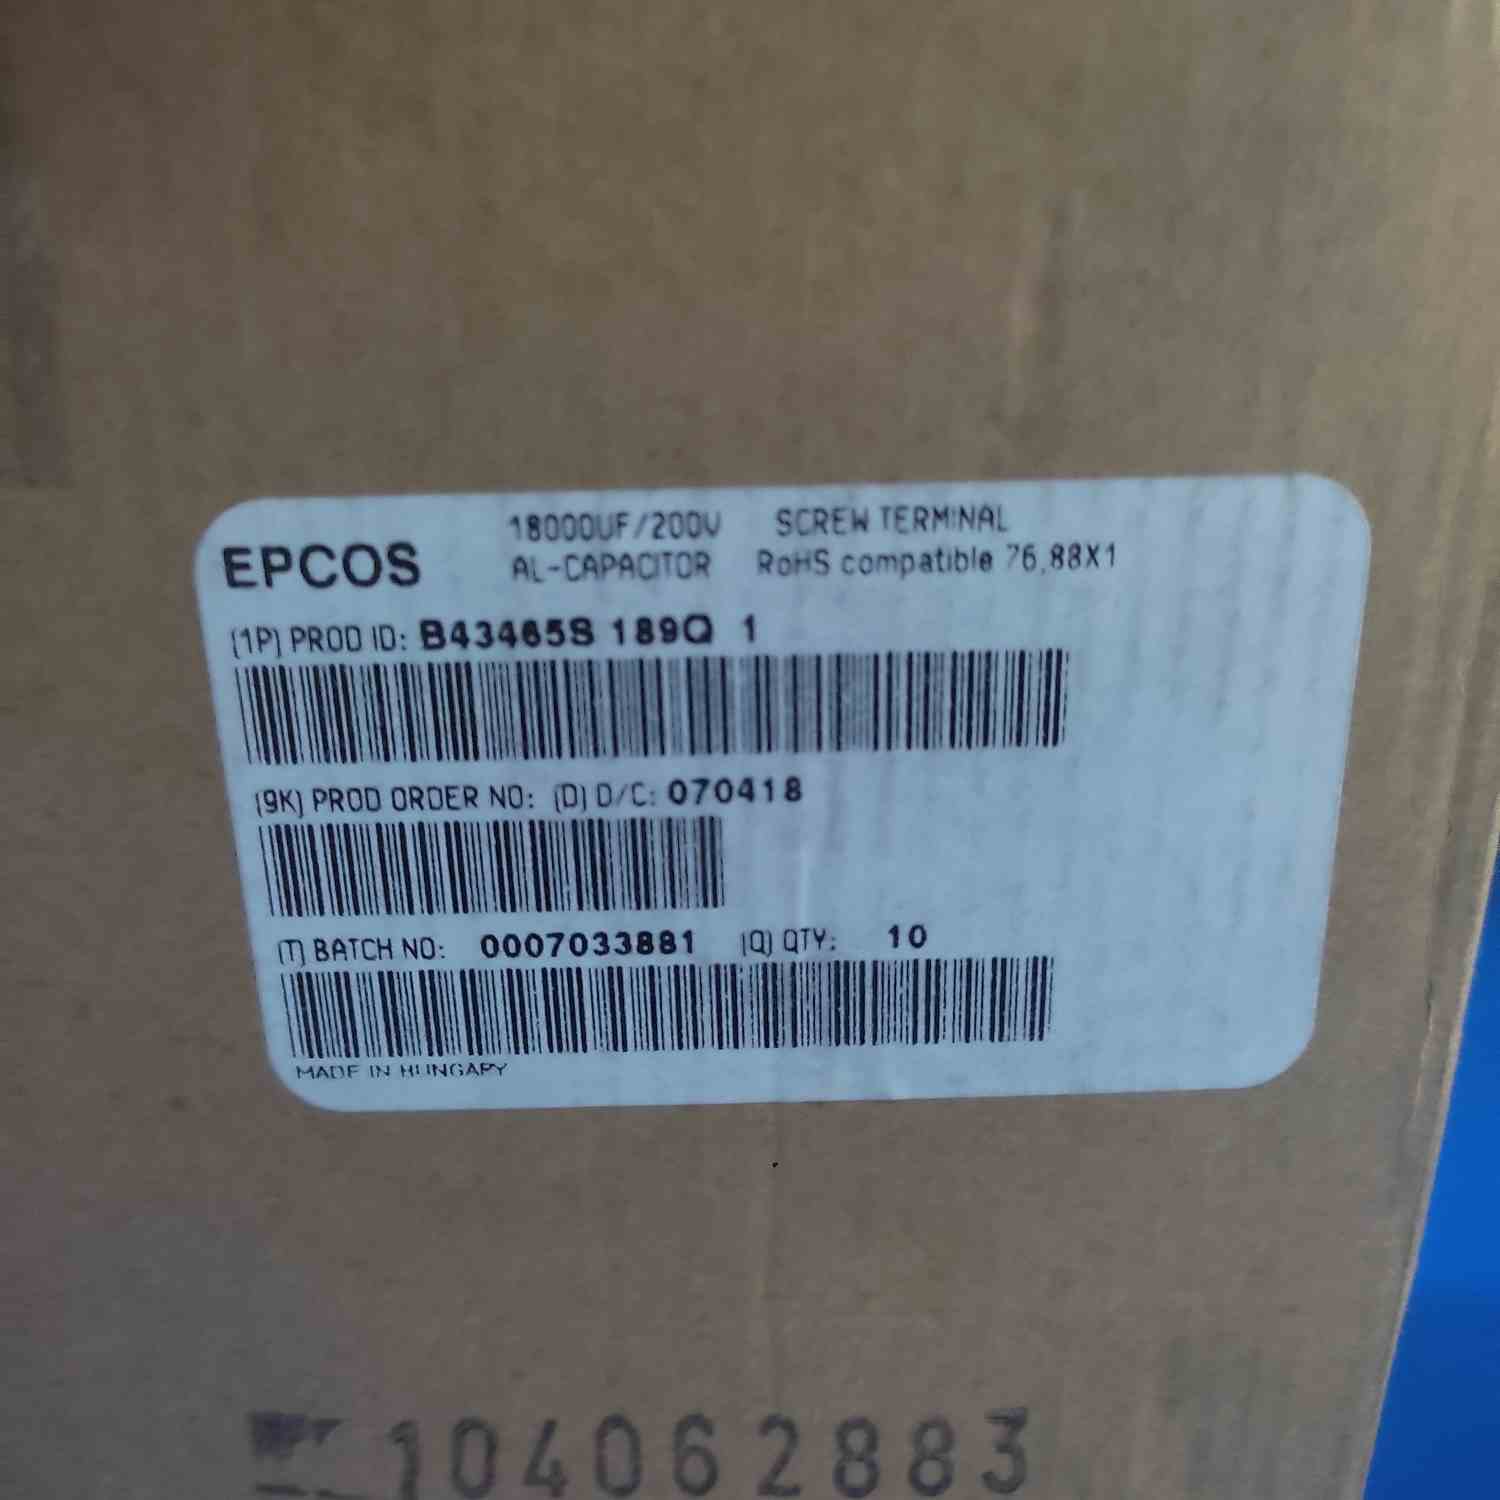 18000UF/200V SCREW TERMINAL
EPCOS AL-CAPACITOR RoHS compatible 76,88X1
(1P) PROD ID: B43465S 189Q 1
(9K) PROD ORDER NO: (D) D/C: 070418
(T) BATCH NO: 0007033881 (Q) QTY: 10
MADE IN HUNGARY
104062883